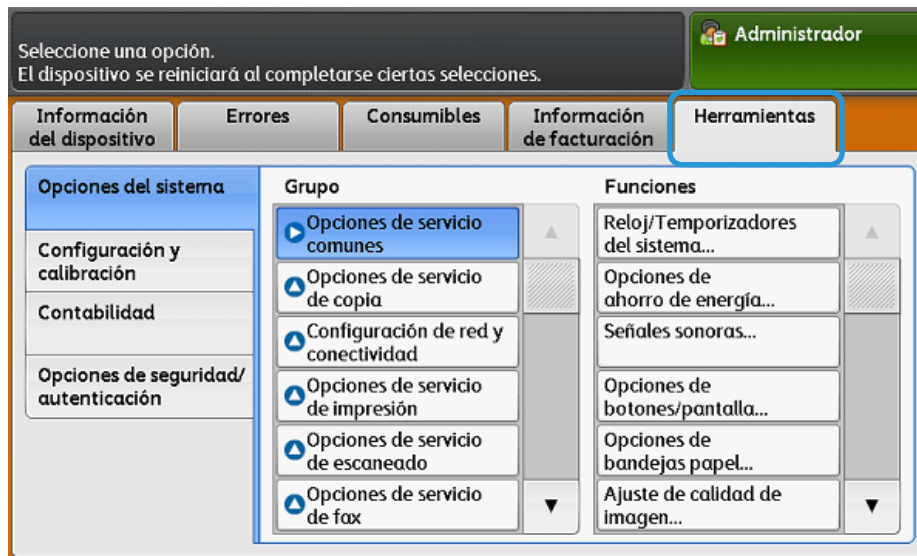 Seleccione una opción.
El dispositivo se reiniciará al completarse ciertas selecciones.
Administrador
Información
del dispositivo
Errores
Consumibles
Información
de facturación
Herramientas
Opciones del sistema
Configuración y
calibración
Contabilidad
Opciones de seguridad/
autenticación
Grupo
Opciones de servicio
comunes
Opciones de servicio
de copia
Configuración de red y
conectividad
Opciones de servicio
de impresión
Opciones de servicio
de escaneado
Opciones de servicio
de fax
Funciones
Reloj/Temporizadores
del sistema...
Opciones de
ahorro de energía...
Señales sonoras...
Opciones de
botones/pantalla...
Opciones de
bandejas papel...
Ajuste de calidad de
imagen...